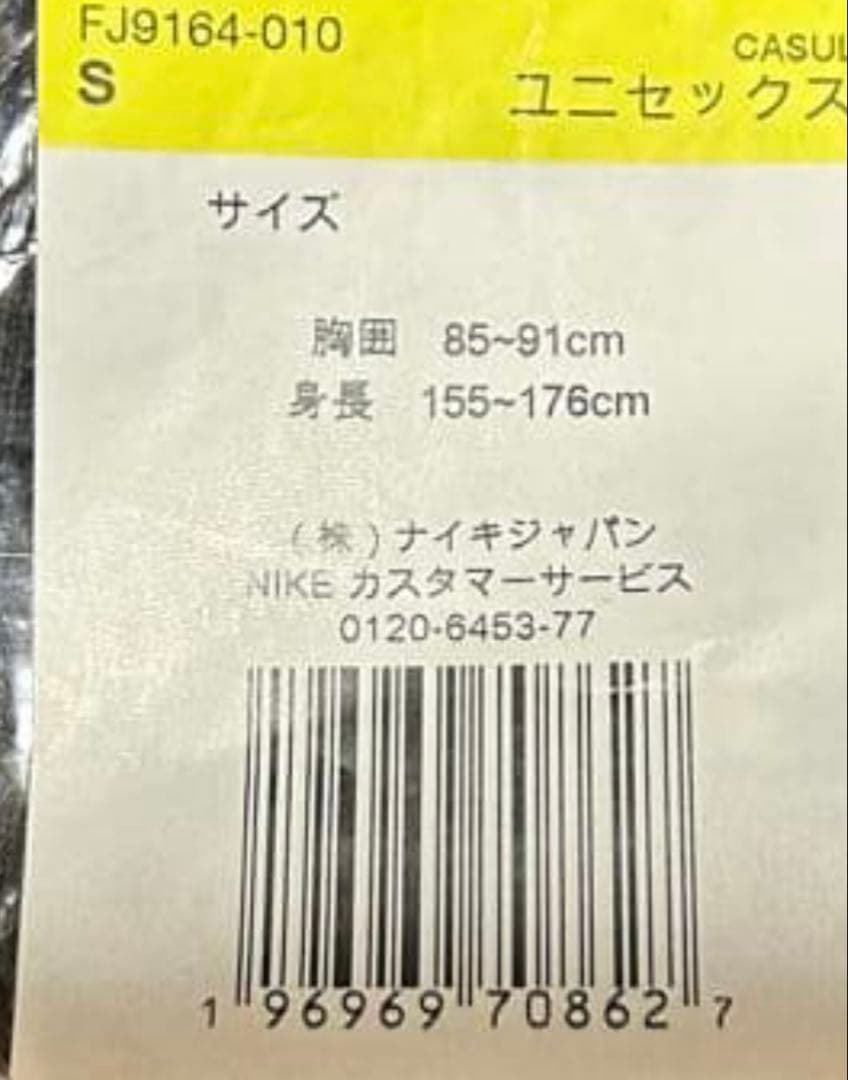 FJ9164-010
S
CASUL
ユニセックス
サイズ
胸囲 85~91cm
身長 155~176cm
(株)ナイキジャパン
NIKE カスタマーサービス
0120-6453-77
1 96969 70862 7